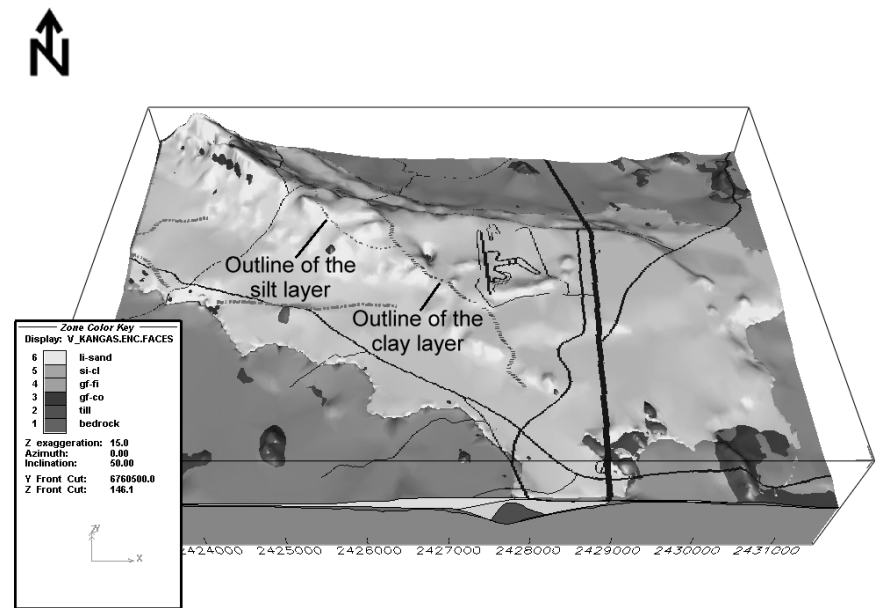 N
Outline of the
silt layer
Outline of the
clay layer
Zone Color Key
Display: V_KANGAS.ENC.FACES
6 li-sand
5 si-cl
4 gf-fi
3 gf-co
2 till
1 bedrock
Z exaggeration: 15.0
Azimuth: 0.00
Inclination: 50.00
Y Front Cut: 6760500.0
Z Front Cut: 146.1
X
2424000 2425000 2426000 2427000 2428000 2429000 2430000 2431000